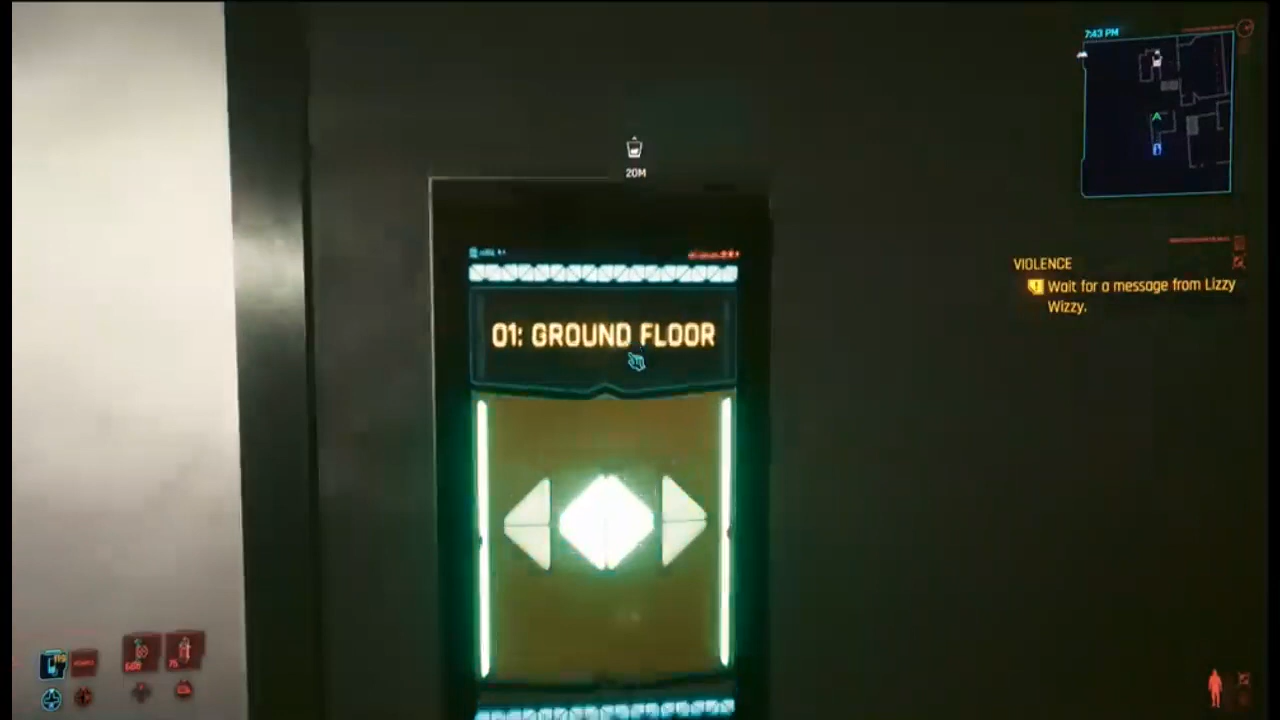 7:43 PM
20M
VIOLENCE
Wait for a message from Lizzy
Wizzy.
01: GROUND FLOOR